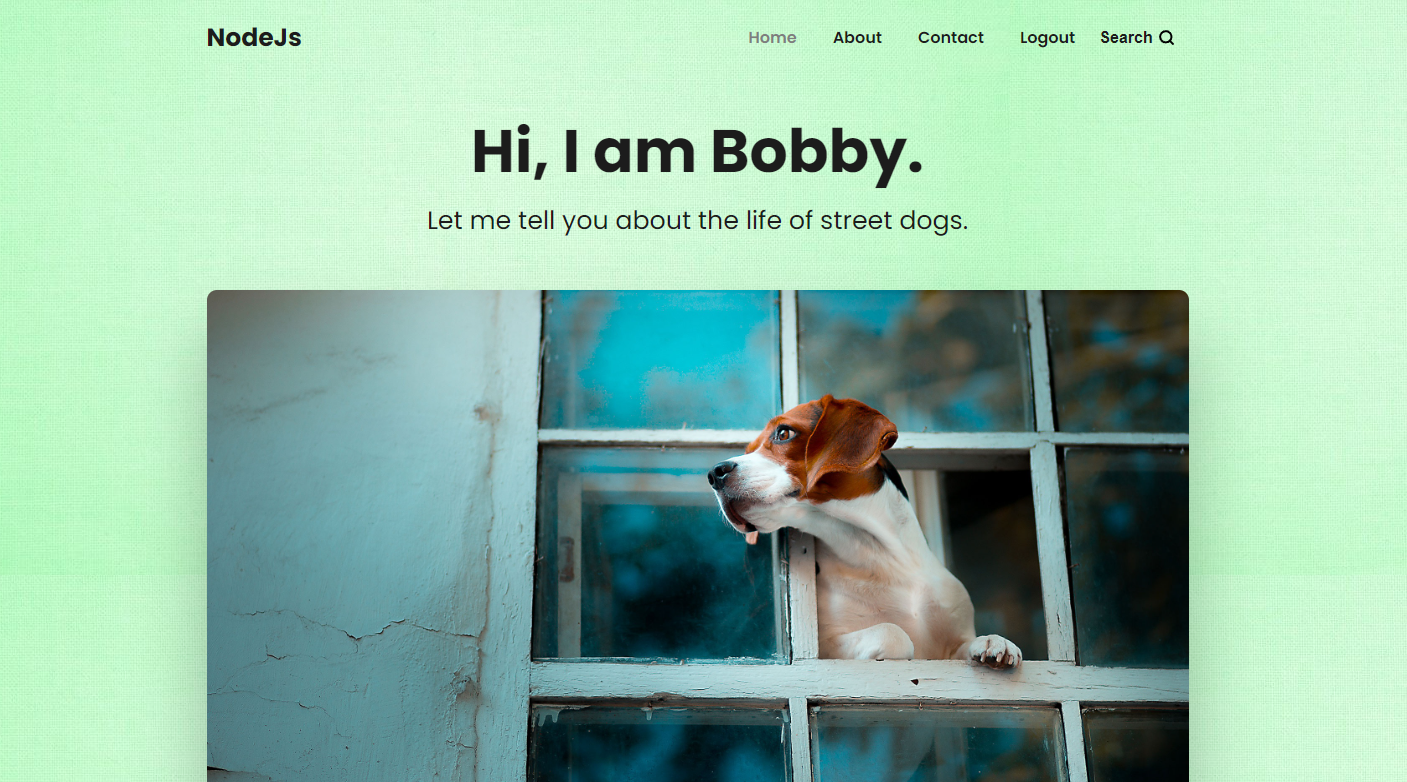 NodeJs Home About Contact Logout Search
Hi, I am Bobby.
Let me tell you about the life of street dogs.